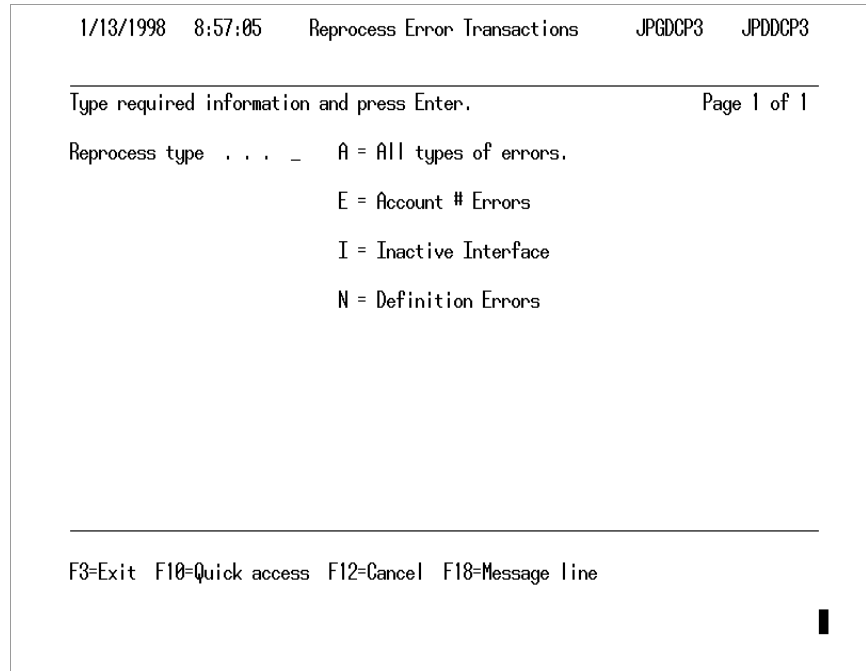 1/13/1998 8:57:05 Reprocess Error Transactions JPGDCP3 JPDDCP3
Type required information and press Enter. Page 1 of 1
Reprocess type . . . _ A = All types of errors.
E = Account # Errors
I = Inactive Interface
N = Definition Errors
F3=Exit F10=Quick access F12=Cancel F18=Message line